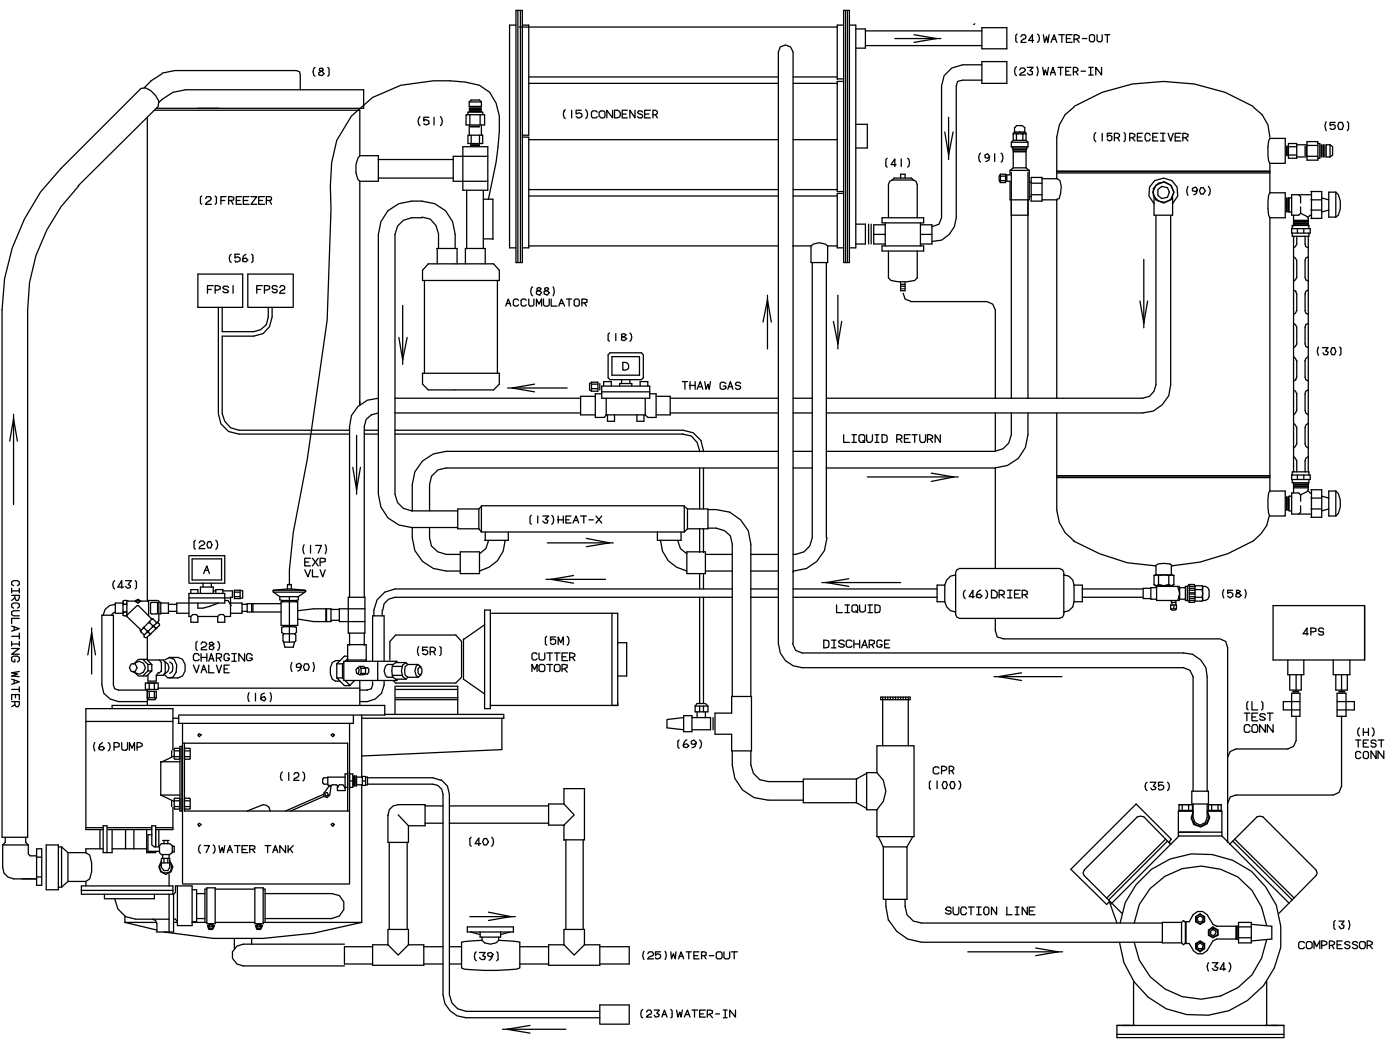 (24)WATER-OUT
(8)
(23)WATER-IN
(15)CONDENSER
(51)
(50)
(15R)RECEIVER
(91)
(41)
(90)
(2)FREEZER
(56)
FPS1
FPS2
(88)
ACCUMULATOR
(18)
D
(30)
THAW GAS
LIQUID RETURN
(13)HEAT-X
(20)
A
(17)
EXP
VLV
(43)
CIRCULATING WATER
(46)DRIER
(58)
LIQUID
4PS
(28)
CHARGING
VALVE
(90)
(5R)
(5M)
CUTTER
MOTOR
DISCHARGE
(16)
(L)
TEST
CONN
(H)
TEST
CONN
(6)PUMP
(69)
(12)
CPR
(100)
(35)
(7)WATER TANK
(40)
SUCTION LINE
(3)
COMPRESSOR
(39)
(25)WATER-OUT
(34)
(23A)WATER-IN